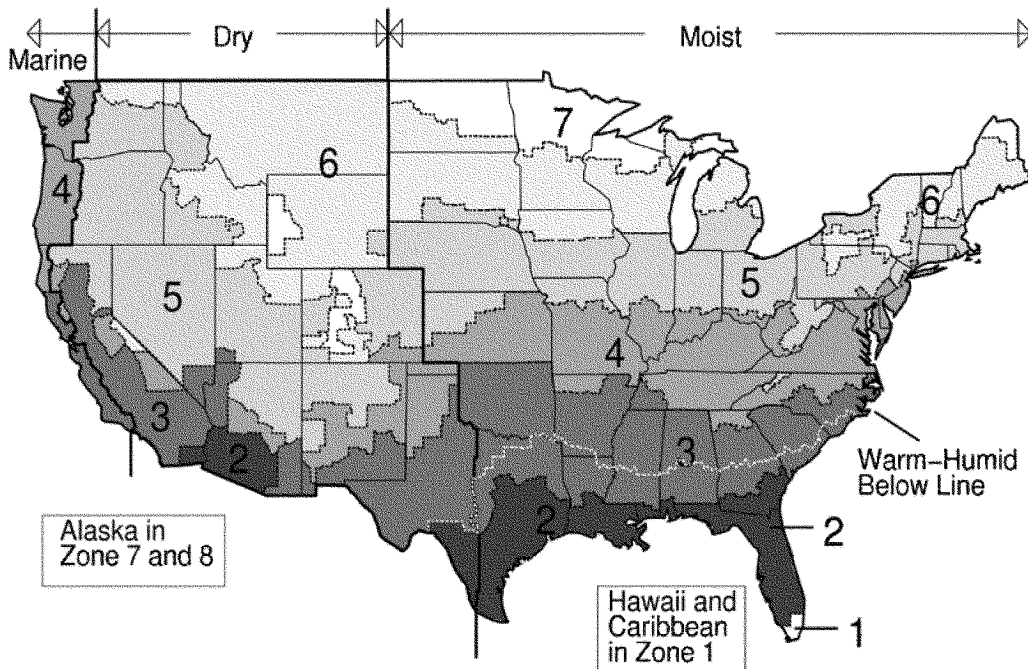 Dry
Moist
Marine
7
6
4
6
5
5
4
3
2
3
Warm-Humid
Below Line
2
2
Alaska in
Zone 7 and 8
Hawaii and
Caribbean
in Zone 1
1